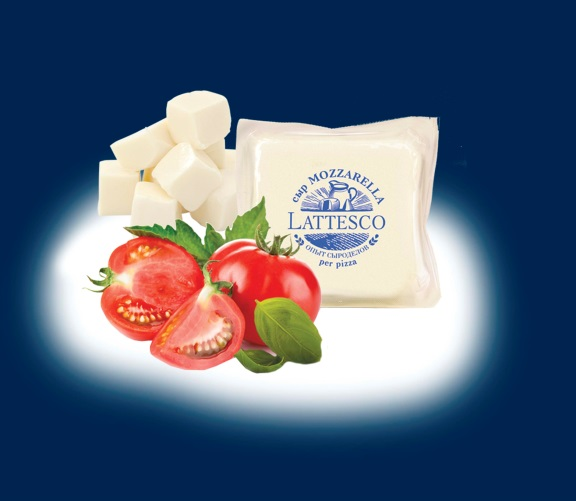 сыр MOZZARELLA
LATTESCO
ОПЫТ СЫРОДЕЛОВ
per pizza